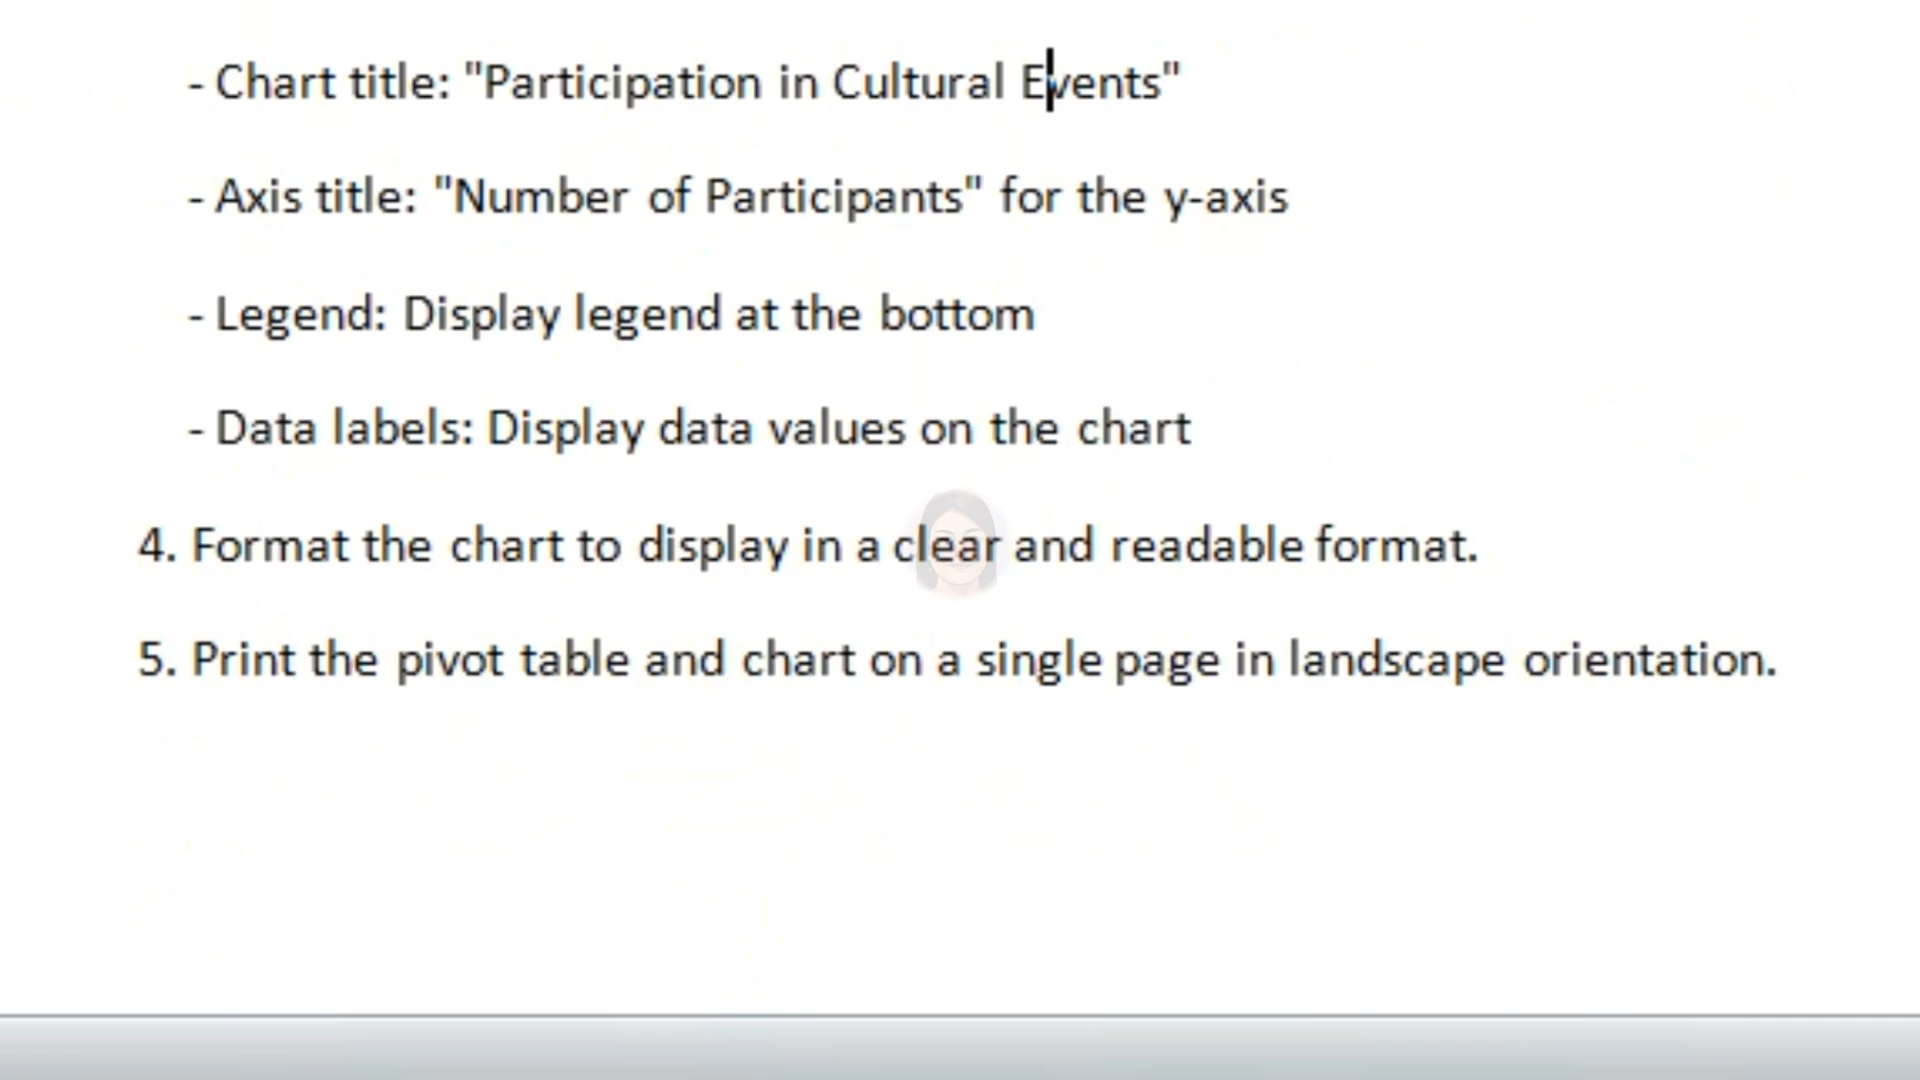 - Chart title: "Participation in Cultural Events"
- Axis title: "Number of Participants" for the y-axis
- Legend: Display legend at the bottom
- Data labels: Display data values on the chart
4. Format the chart to display in a clear and readable format.
5. Print the pivot table and chart on a single page in landscape orientation.